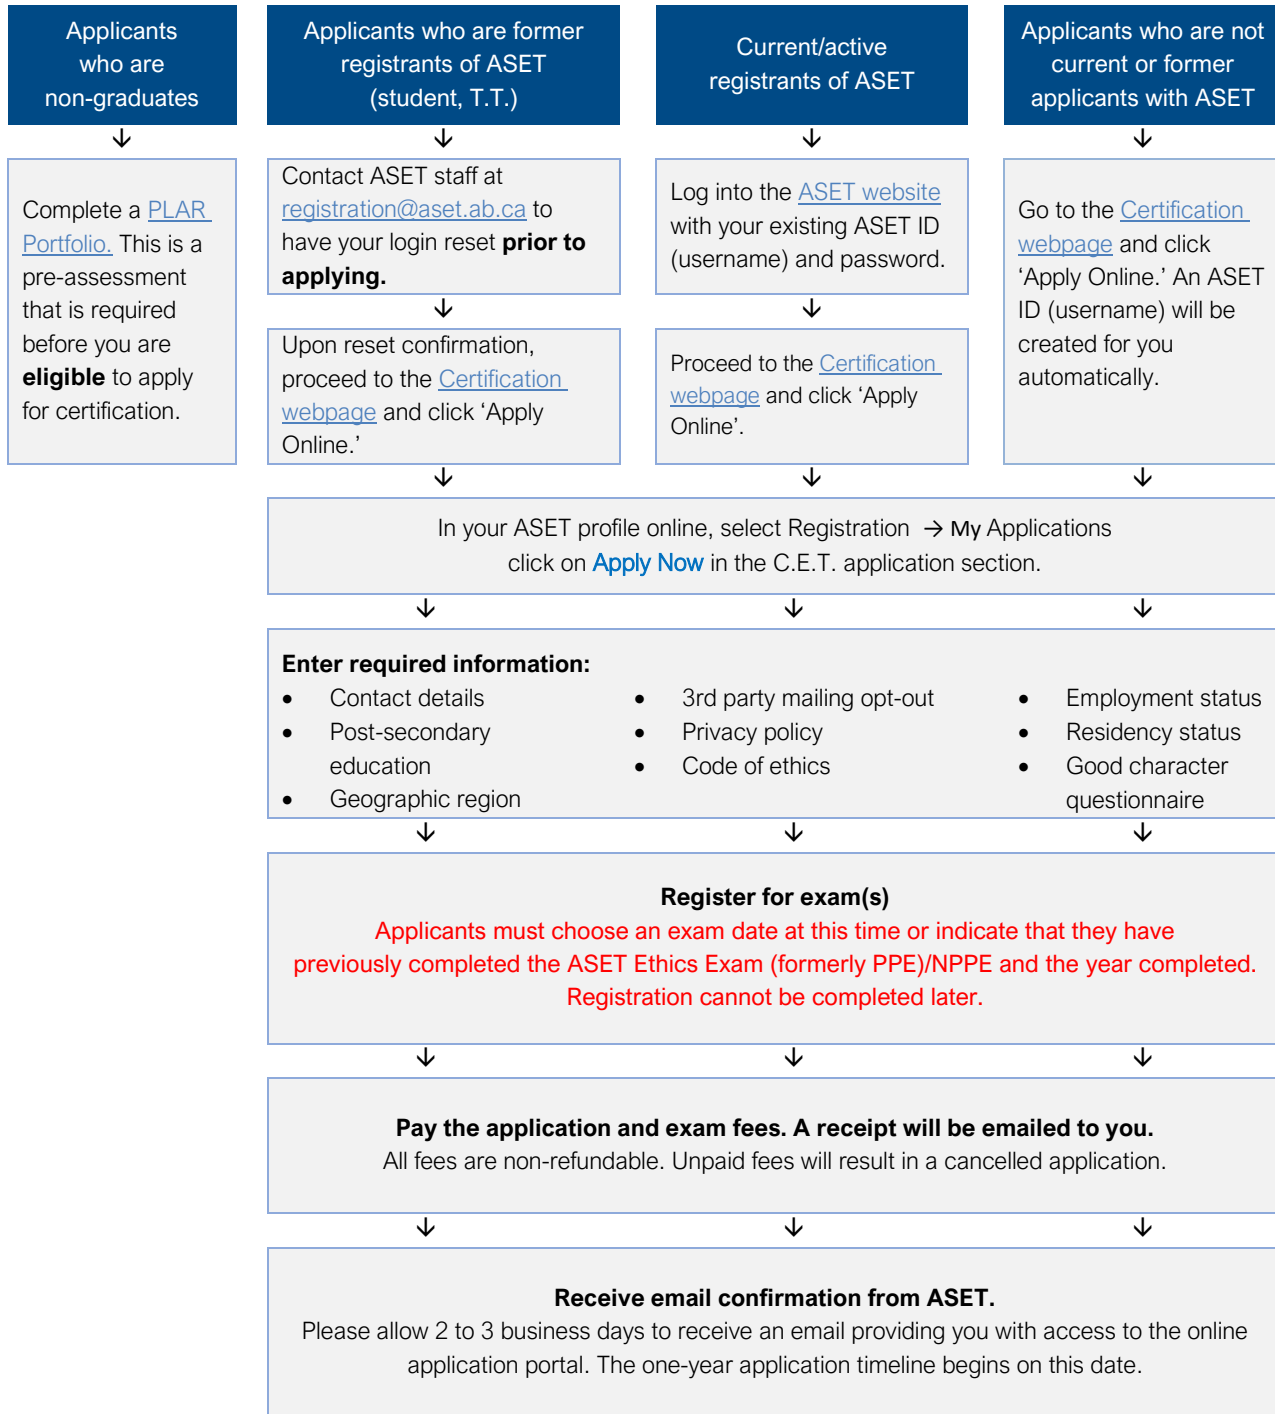 Applicants
who are
non-graduates
Applicants who are former
registrants of ASET
(student, T.T.)
Current/active
registrants of ASET
Applicants who are not
current or former
applicants with ASET
↓
↓
↓
↓
Complete a PLAR
Portfolio. This is a
pre-assessment
that is required
before you are
eligible to apply
for certification.
Contact ASET staff at
registration@aset.ab.ca to
have your login reset prior to
applying.
↓
Upon reset confirmation,
proceed to the Certification
webpage and click ‘Apply
Online.’
Log into the ASET website
with your existing ASET ID
(username) and password.
↓
Proceed to the Certification
webpage and click ‘Apply
Online’.
Go to the Certification
webpage and click
‘Apply Online.’ An ASET
ID (username) will be
created for you
automatically.
↓
↓
↓
In your ASET profile online, select Registration → My Applications
click on Apply Now in the C.E.T. application section.
↓
↓
↓
Enter required information:
• Contact details
• Post-secondary
education
• Geographic region
• 3rd party mailing opt-out
• Privacy policy
• Code of ethics
• Employment status
• Residency status
• Good character
questionnaire
↓
↓
↓
Register for exam(s)
Applicants must choose an exam date at this time or indicate that they have
previously completed the ASET Ethics Exam (formerly PPE)/NPPE and the year completed.
Registration cannot be completed later.
↓
↓
↓
Pay the application and exam fees. A receipt will be emailed to you.
All fees are non-refundable. Unpaid fees will result in a cancelled application.
↓
↓
↓
Receive email confirmation from ASET.
Please allow 2 to 3 business days to receive an email providing you with access to the online
application portal. The one-year application timeline begins on this date.